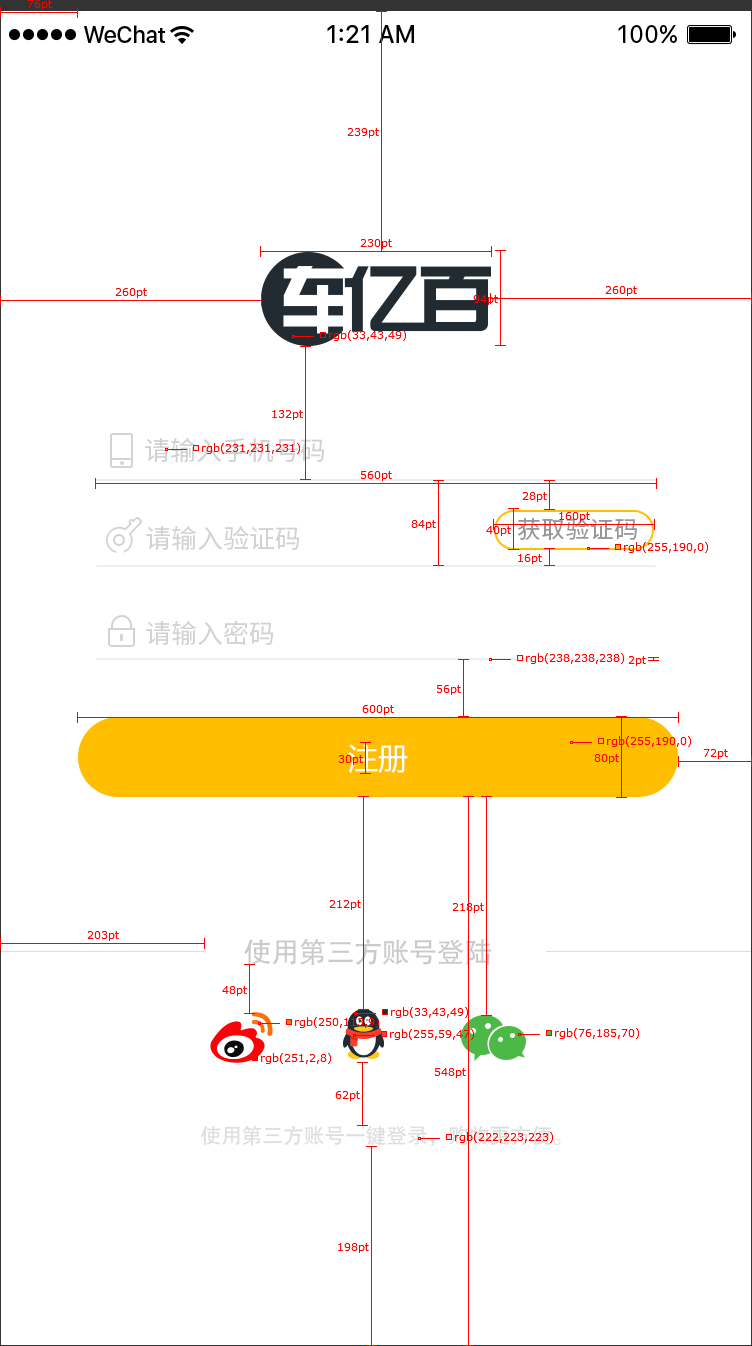 76pt
WeChat 1:21 AM 100%
239pt
230pt
260pt
260pt
车亿百
94pt
rgb(33,43,49)
132pt
请输入手机号码
rgb(231,231,231)
560pt
28pt
84pt
160pt
40pt
请输入验证码
获取验证码
rgb(255,190,0)
16pt
请输入密码
rgb(238,238,238)
2pt
56pt
600pt
rgb(255,190,0)
30pt
注册
80pt
72pt
212pt
218pt
203pt
使用第三方账号登陆
48pt
rgb(33,43,49)
rgb(255,59,47)
rgb(76,185,70)
rgb(251,2,8)
548pt
62pt
使用第三方账号一键登录，购物更方便。
rgb(222,223,223)
198pt